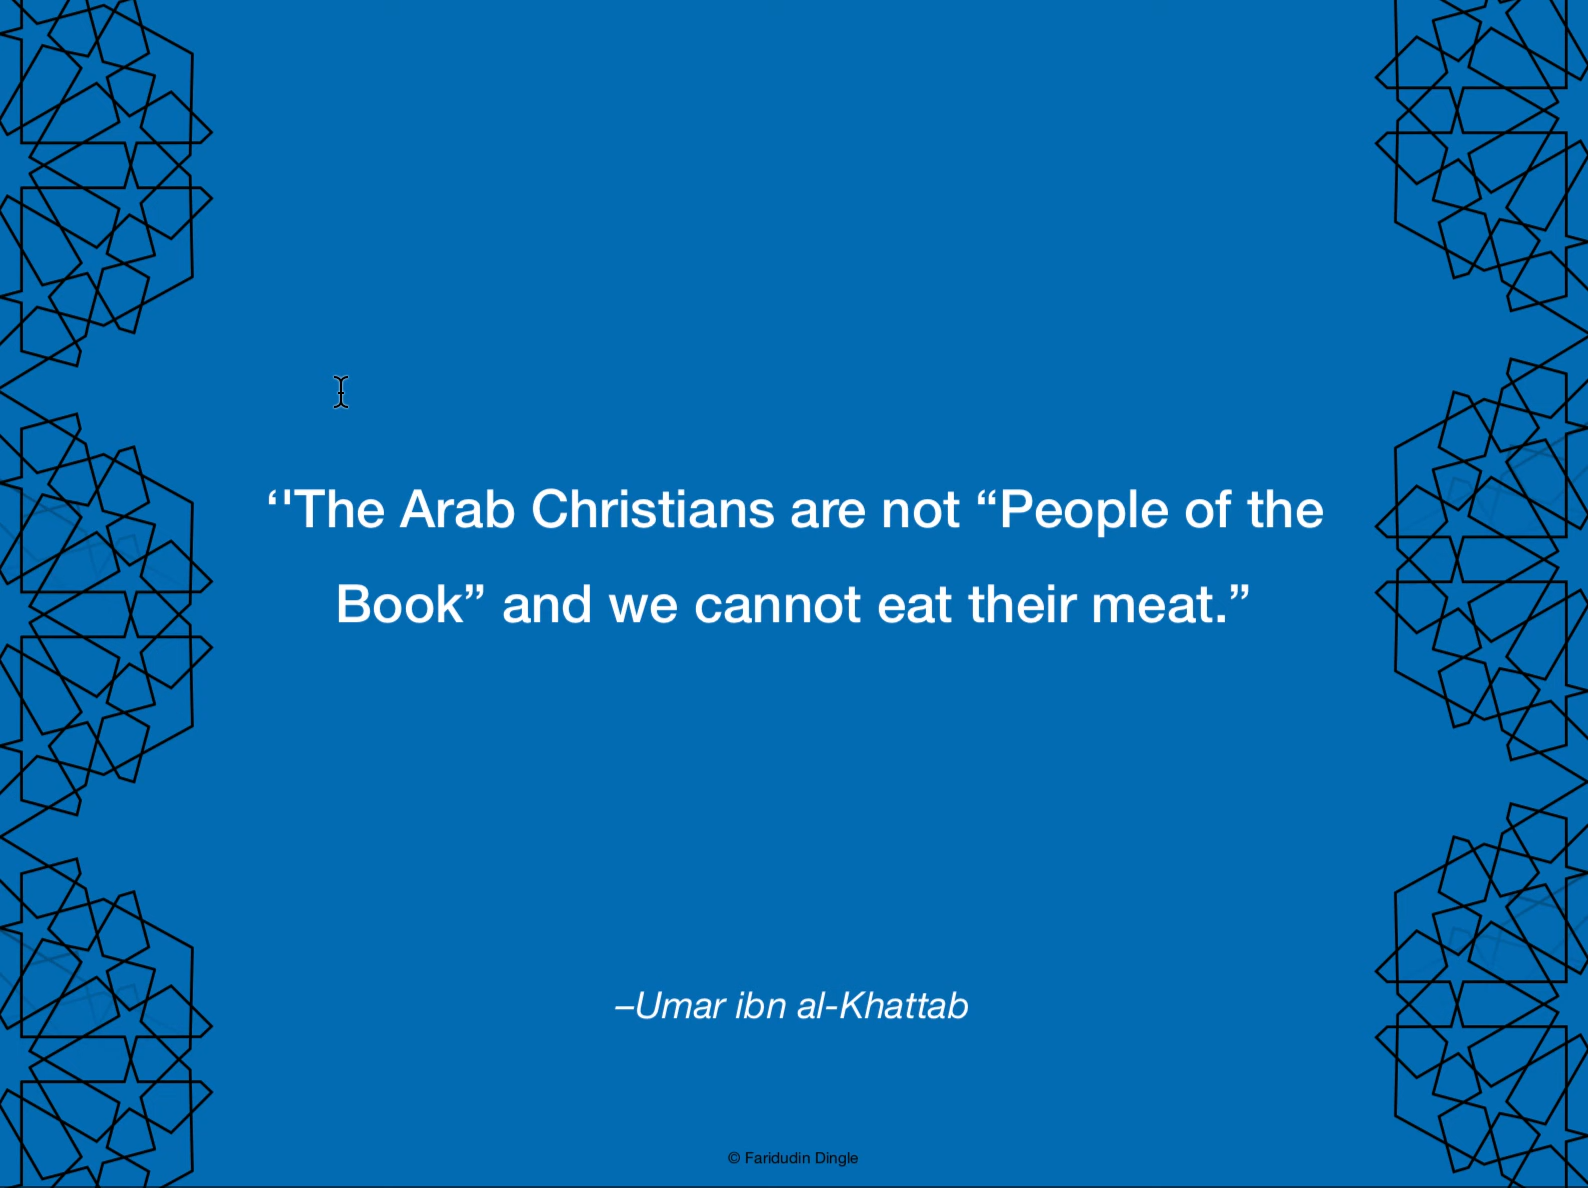 ‘'The Arab Christians are not “People of the
Book” and we cannot eat their meat.”
–Umar ibn al-Khattab
© Faridudin Dingle